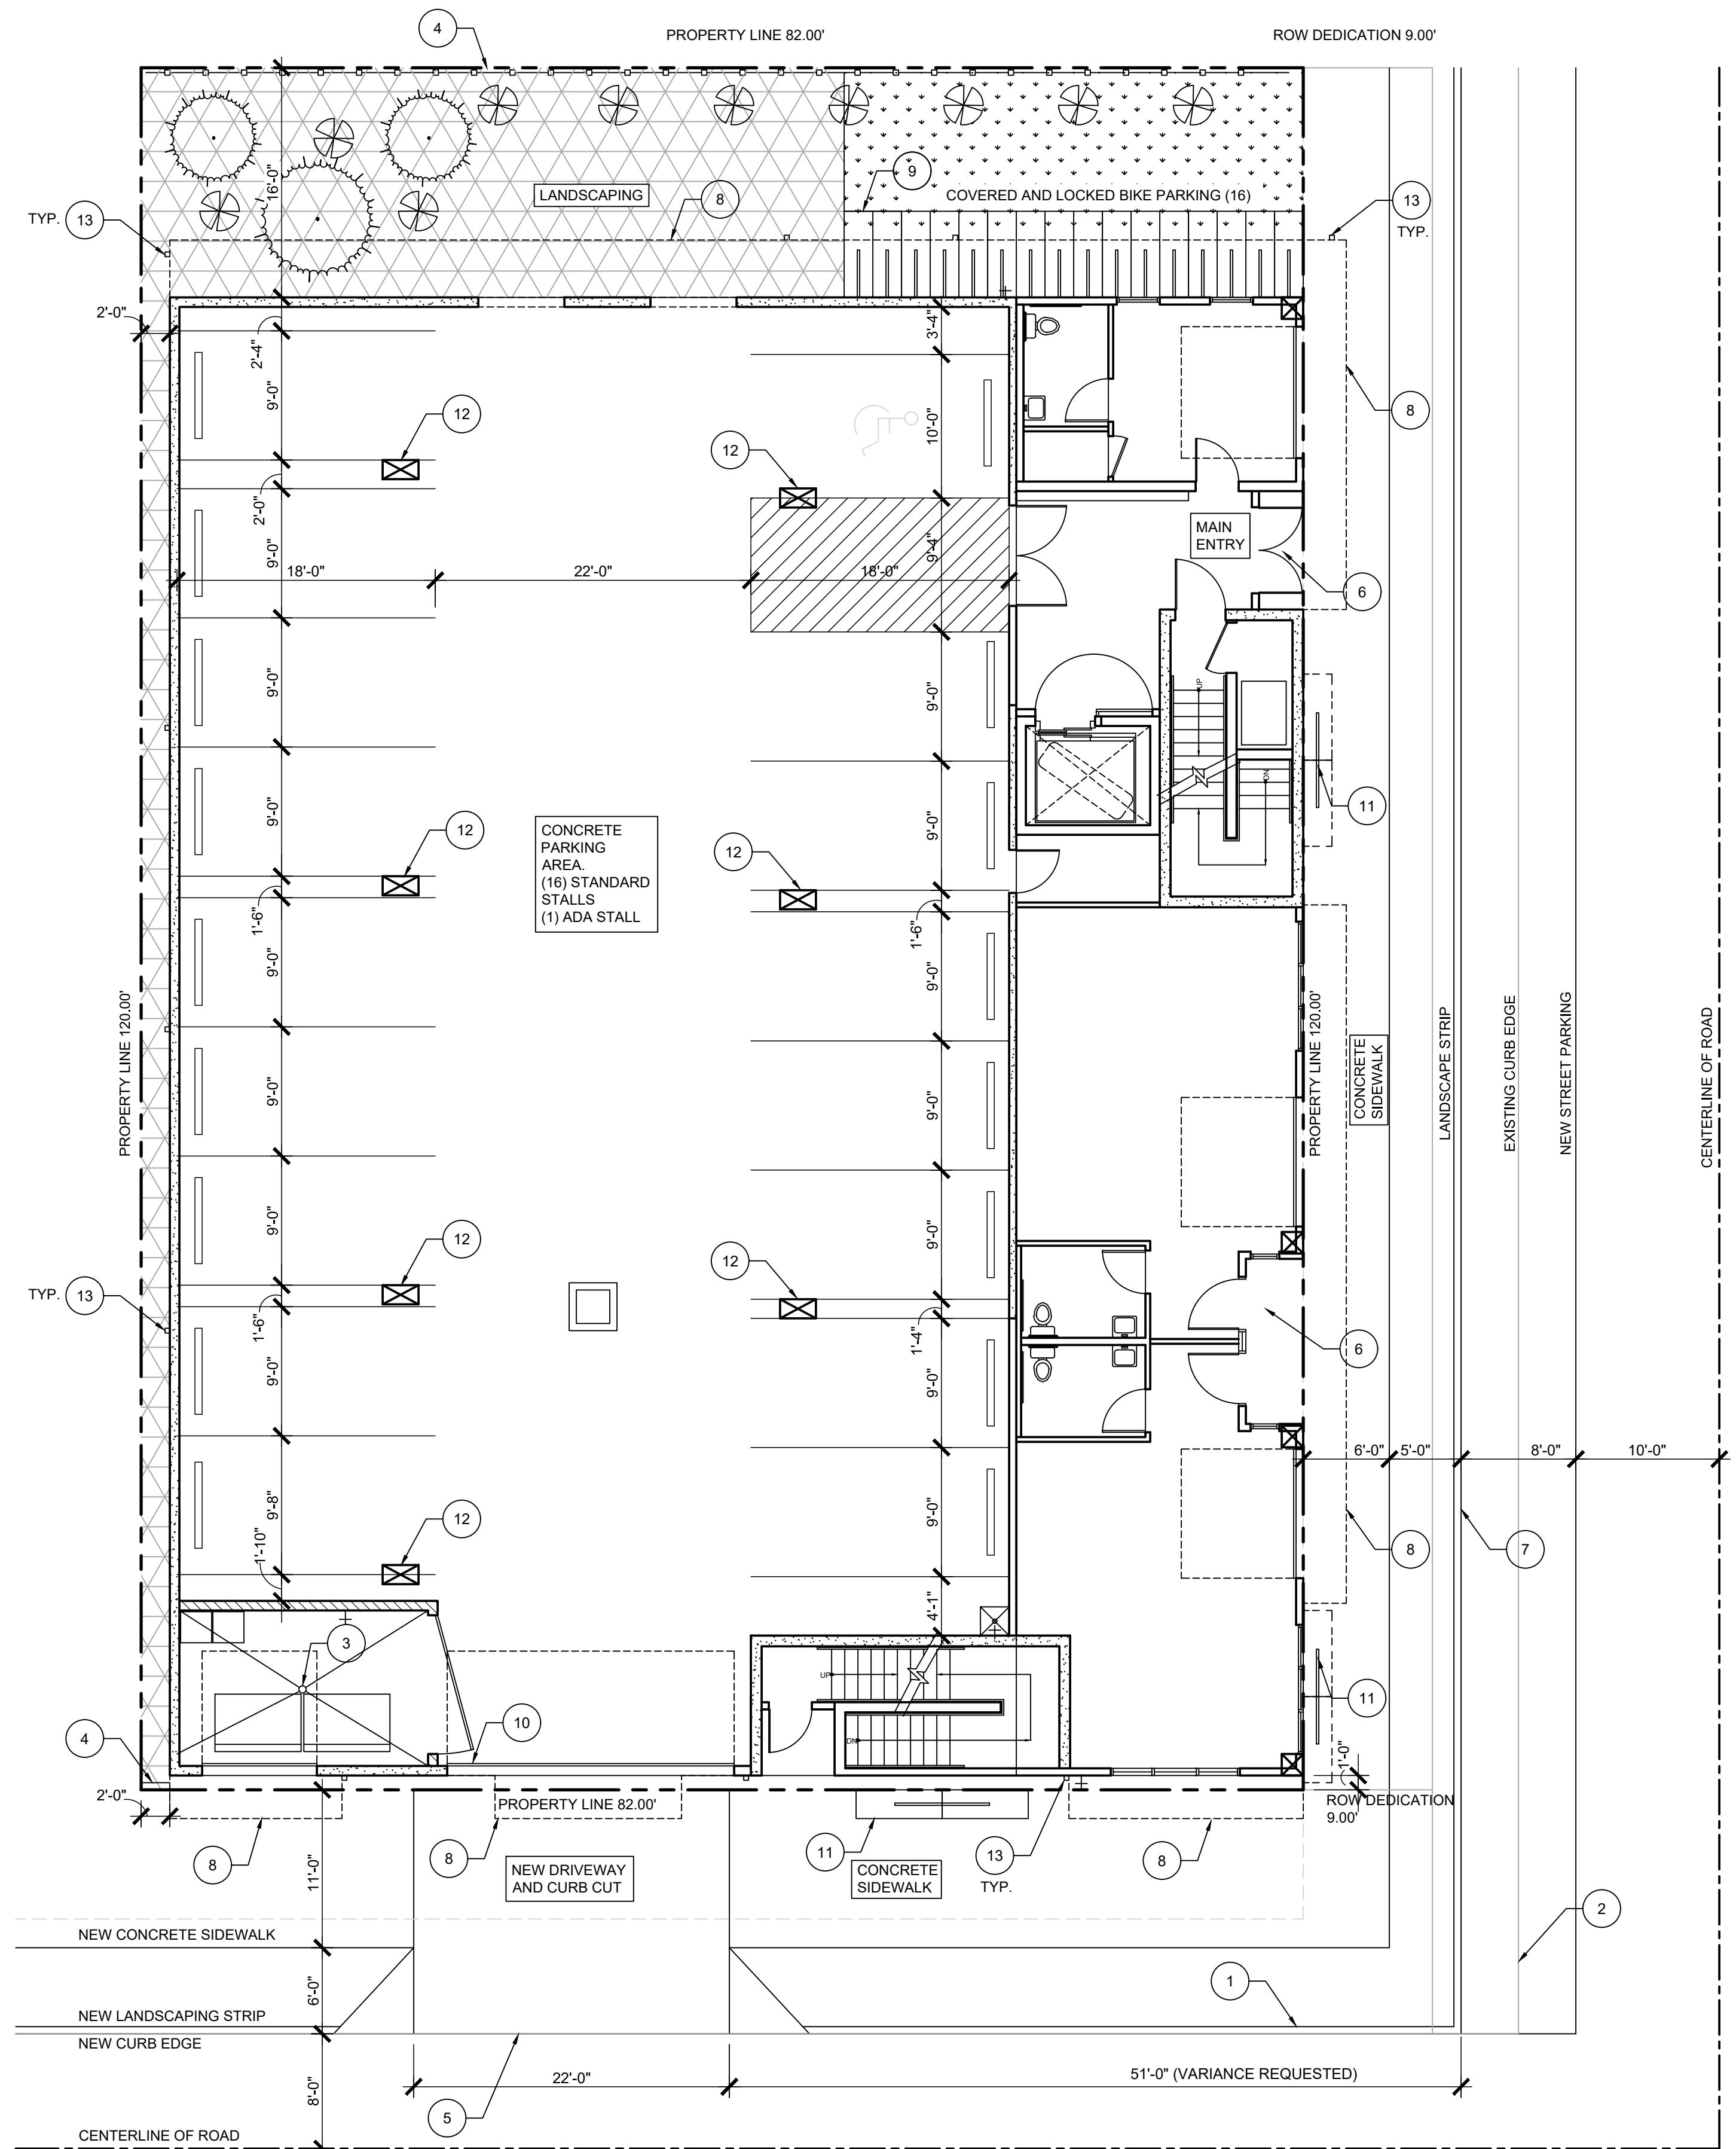 4
PROPERTY LINE 82.00'
ROW DEDICATION 9.00'
16'-0"
LANDSCAPING
8
9
COVERED AND LOCKED BIKE PARKING (16)
TYP. 13
13
TYP.
2'-0"
2'-4"
3'-4"
9'-0"
12
10'-0"
12
8
2'-0"
9'-0"
9'-4"
MAIN
ENTRY
18'-0"
22'-0"
18'-0"
6
9'-0"
9'-0"
UP
DN
9'-0"
12
12
9'-0"
11
CONCRETE
PARKING
AREA.
(16) STANDARD
STALLS
(1) ADA STALL
1'-6"
1'-6"
9'-0"
9'-0"
PROPERTY LINE 120.00'
9'-0"
9'-0"
PROPERTY LINE 120.00'
CONCRETE
SIDEWALK
LANDSCAPE STRIP
EXISTING CURB EDGE
NEW STREET PARKING
CENTERLINE OF ROAD
9'-0"
9'-0"
12
12
TYP. 13
1'-6"
1'-4"
6
9'-0"
9'-0"
6'-0"
5'-0"
8'-0"
10'-0"
9'-8"
9'-0"
12
1'-10"
8
7
4'-1"
3
UP
DN
10
11
4
1'-0"
2'-0"
PROPERTY LINE 82.00'
ROW DEDICATION
9.00'
8
8
11
13
TYP.
8
11'-0"
NEW DRIVEWAY
AND CURB CUT
CONCRETE
SIDEWALK
2
NEW CONCRETE SIDEWALK
6'-0"
1
NEW LANDSCAPING STRIP
NEW CURB EDGE
8'-0"
22'-0"
51'-0" (VARIANCE REQUESTED)
5
CENTERLINE OF ROAD